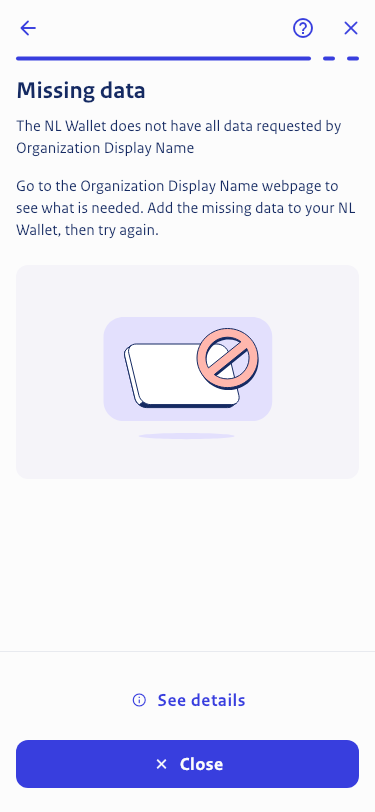 Missing data
The NL Wallet does not have all data requested by
Organization Display Name
Go to the Organization Display Name webpage to
see what is needed. Add the missing data to your NL
Wallet, then try again.
See details
Close